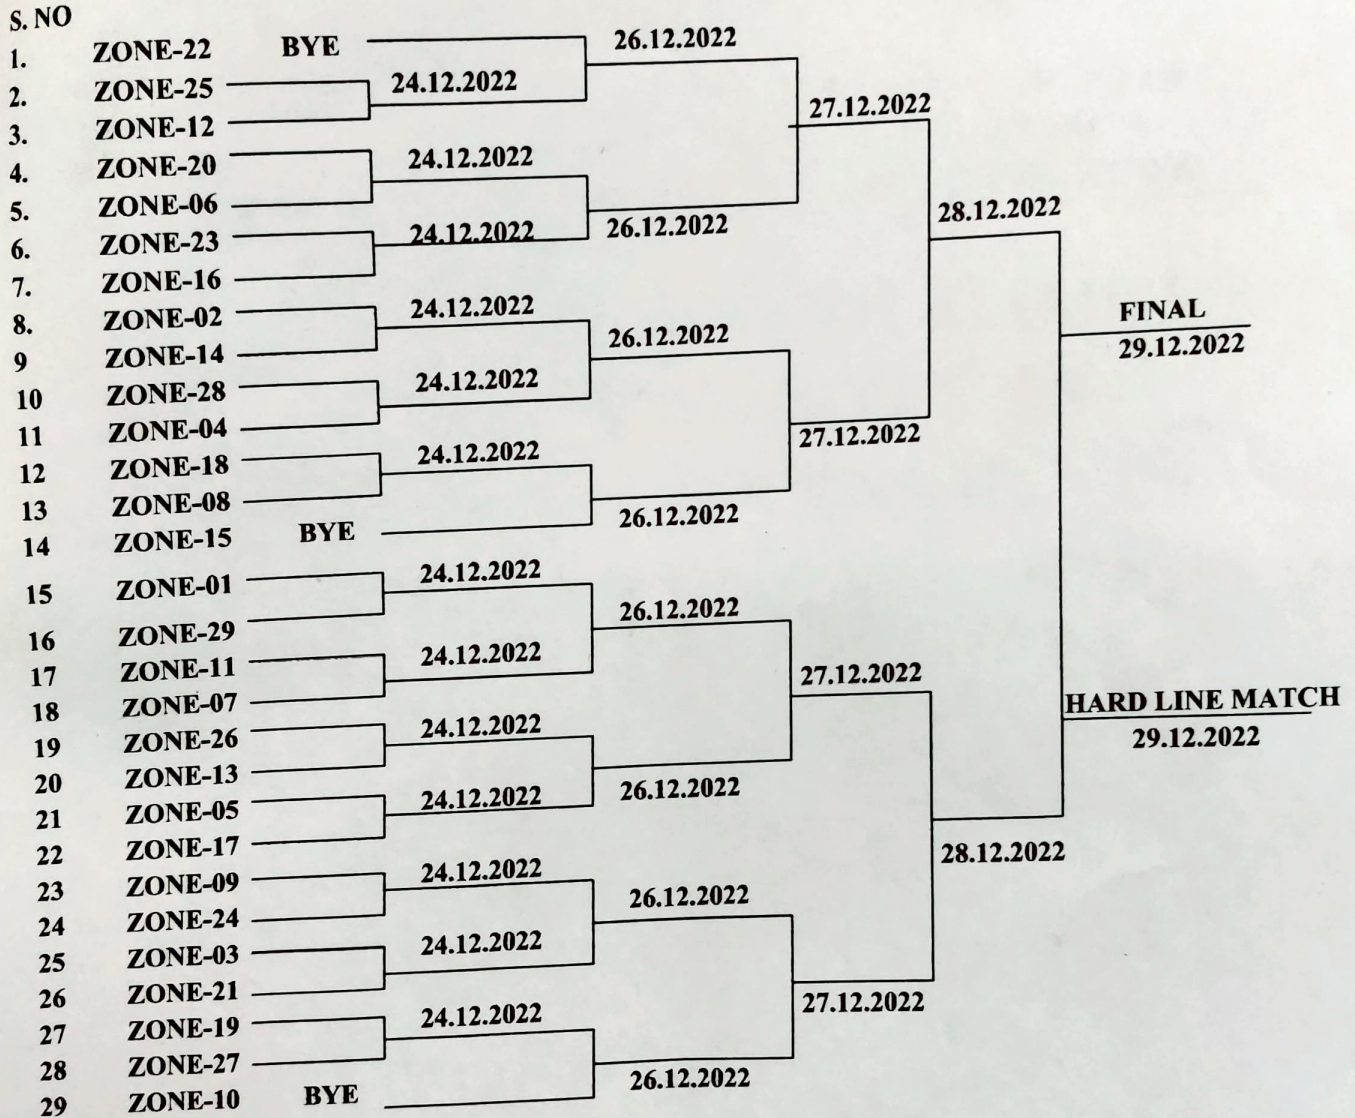 S. NO
1. ZONE-22 BYE 26.12.2022
2. ZONE-25 24.12.2022
27.12.2022
3. ZONE-12
4. ZONE-20 24.12.2022
5. ZONE-06 28.12.2022
6. ZONE-23 24.12.2022 26.12.2022
7. ZONE-16
8. ZONE-02 24.12.2022 FINAL
9 ZONE-14 26.12.2022 29.12.2022
10 ZONE-28 24.12.2022
11 ZONE-04 27.12.2022
12 ZONE-18 24.12.2022
13 ZONE-08 26.12.2022
14 ZONE-15 BYE
15 ZONE-01 24.12.2022
16 ZONE-29 26.12.2022
17 ZONE-11 24.12.2022 27.12.2022
18 ZONE-07 HARD LINE MATCH
19 ZONE-26 24.12.2022 29.12.2022
20 ZONE-13 26.12.2022
21 ZONE-05 24.12.2022
22 ZONE-17 28.12.2022
23 ZONE-09 24.12.2022
24 ZONE-24 26.12.2022
25 ZONE-03 24.12.2022
26 ZONE-21 27.12.2022
27 ZONE-19 24.12.2022
28 ZONE-27 26.12.2022
29 ZONE-10 BYE